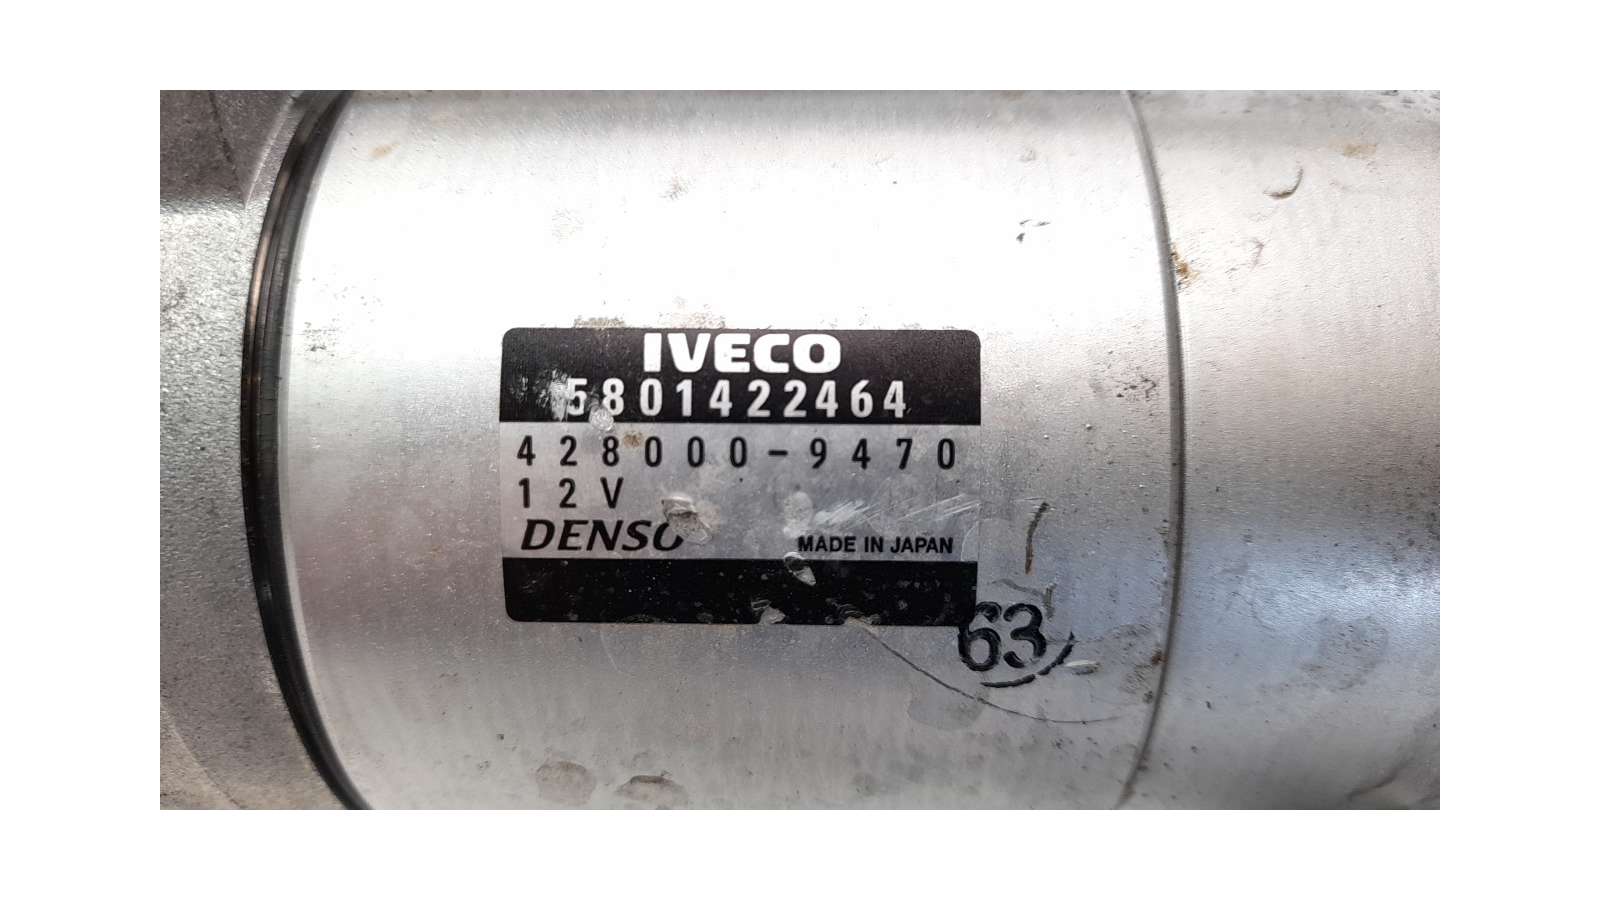 IVECO
5801422464
428000-9470
12V
DENSO
MADE IN JAPAN
63